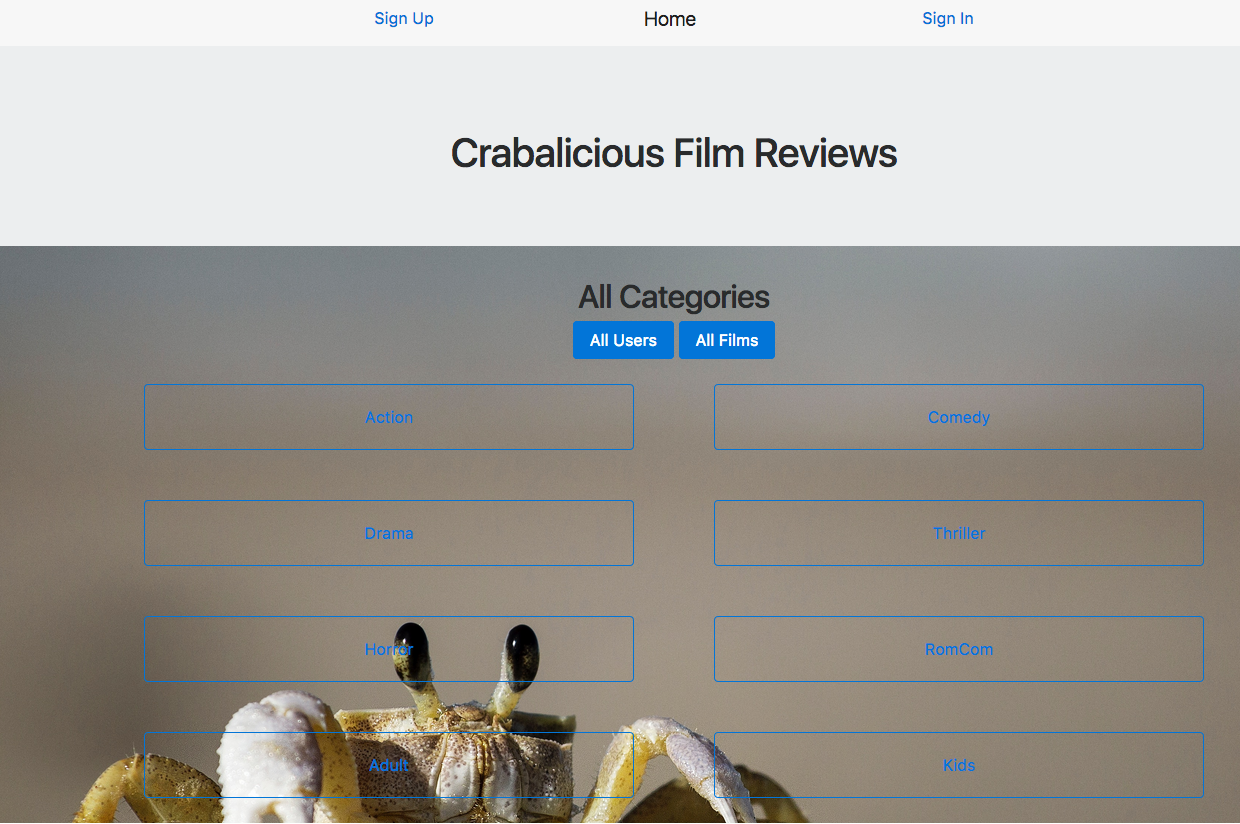 Sign Up Home Sign In
Crabalicious Film Reviews
All Categories
All Users All Films
Action Comedy
Drama Thriller
Horror RomCom
Adult Kids